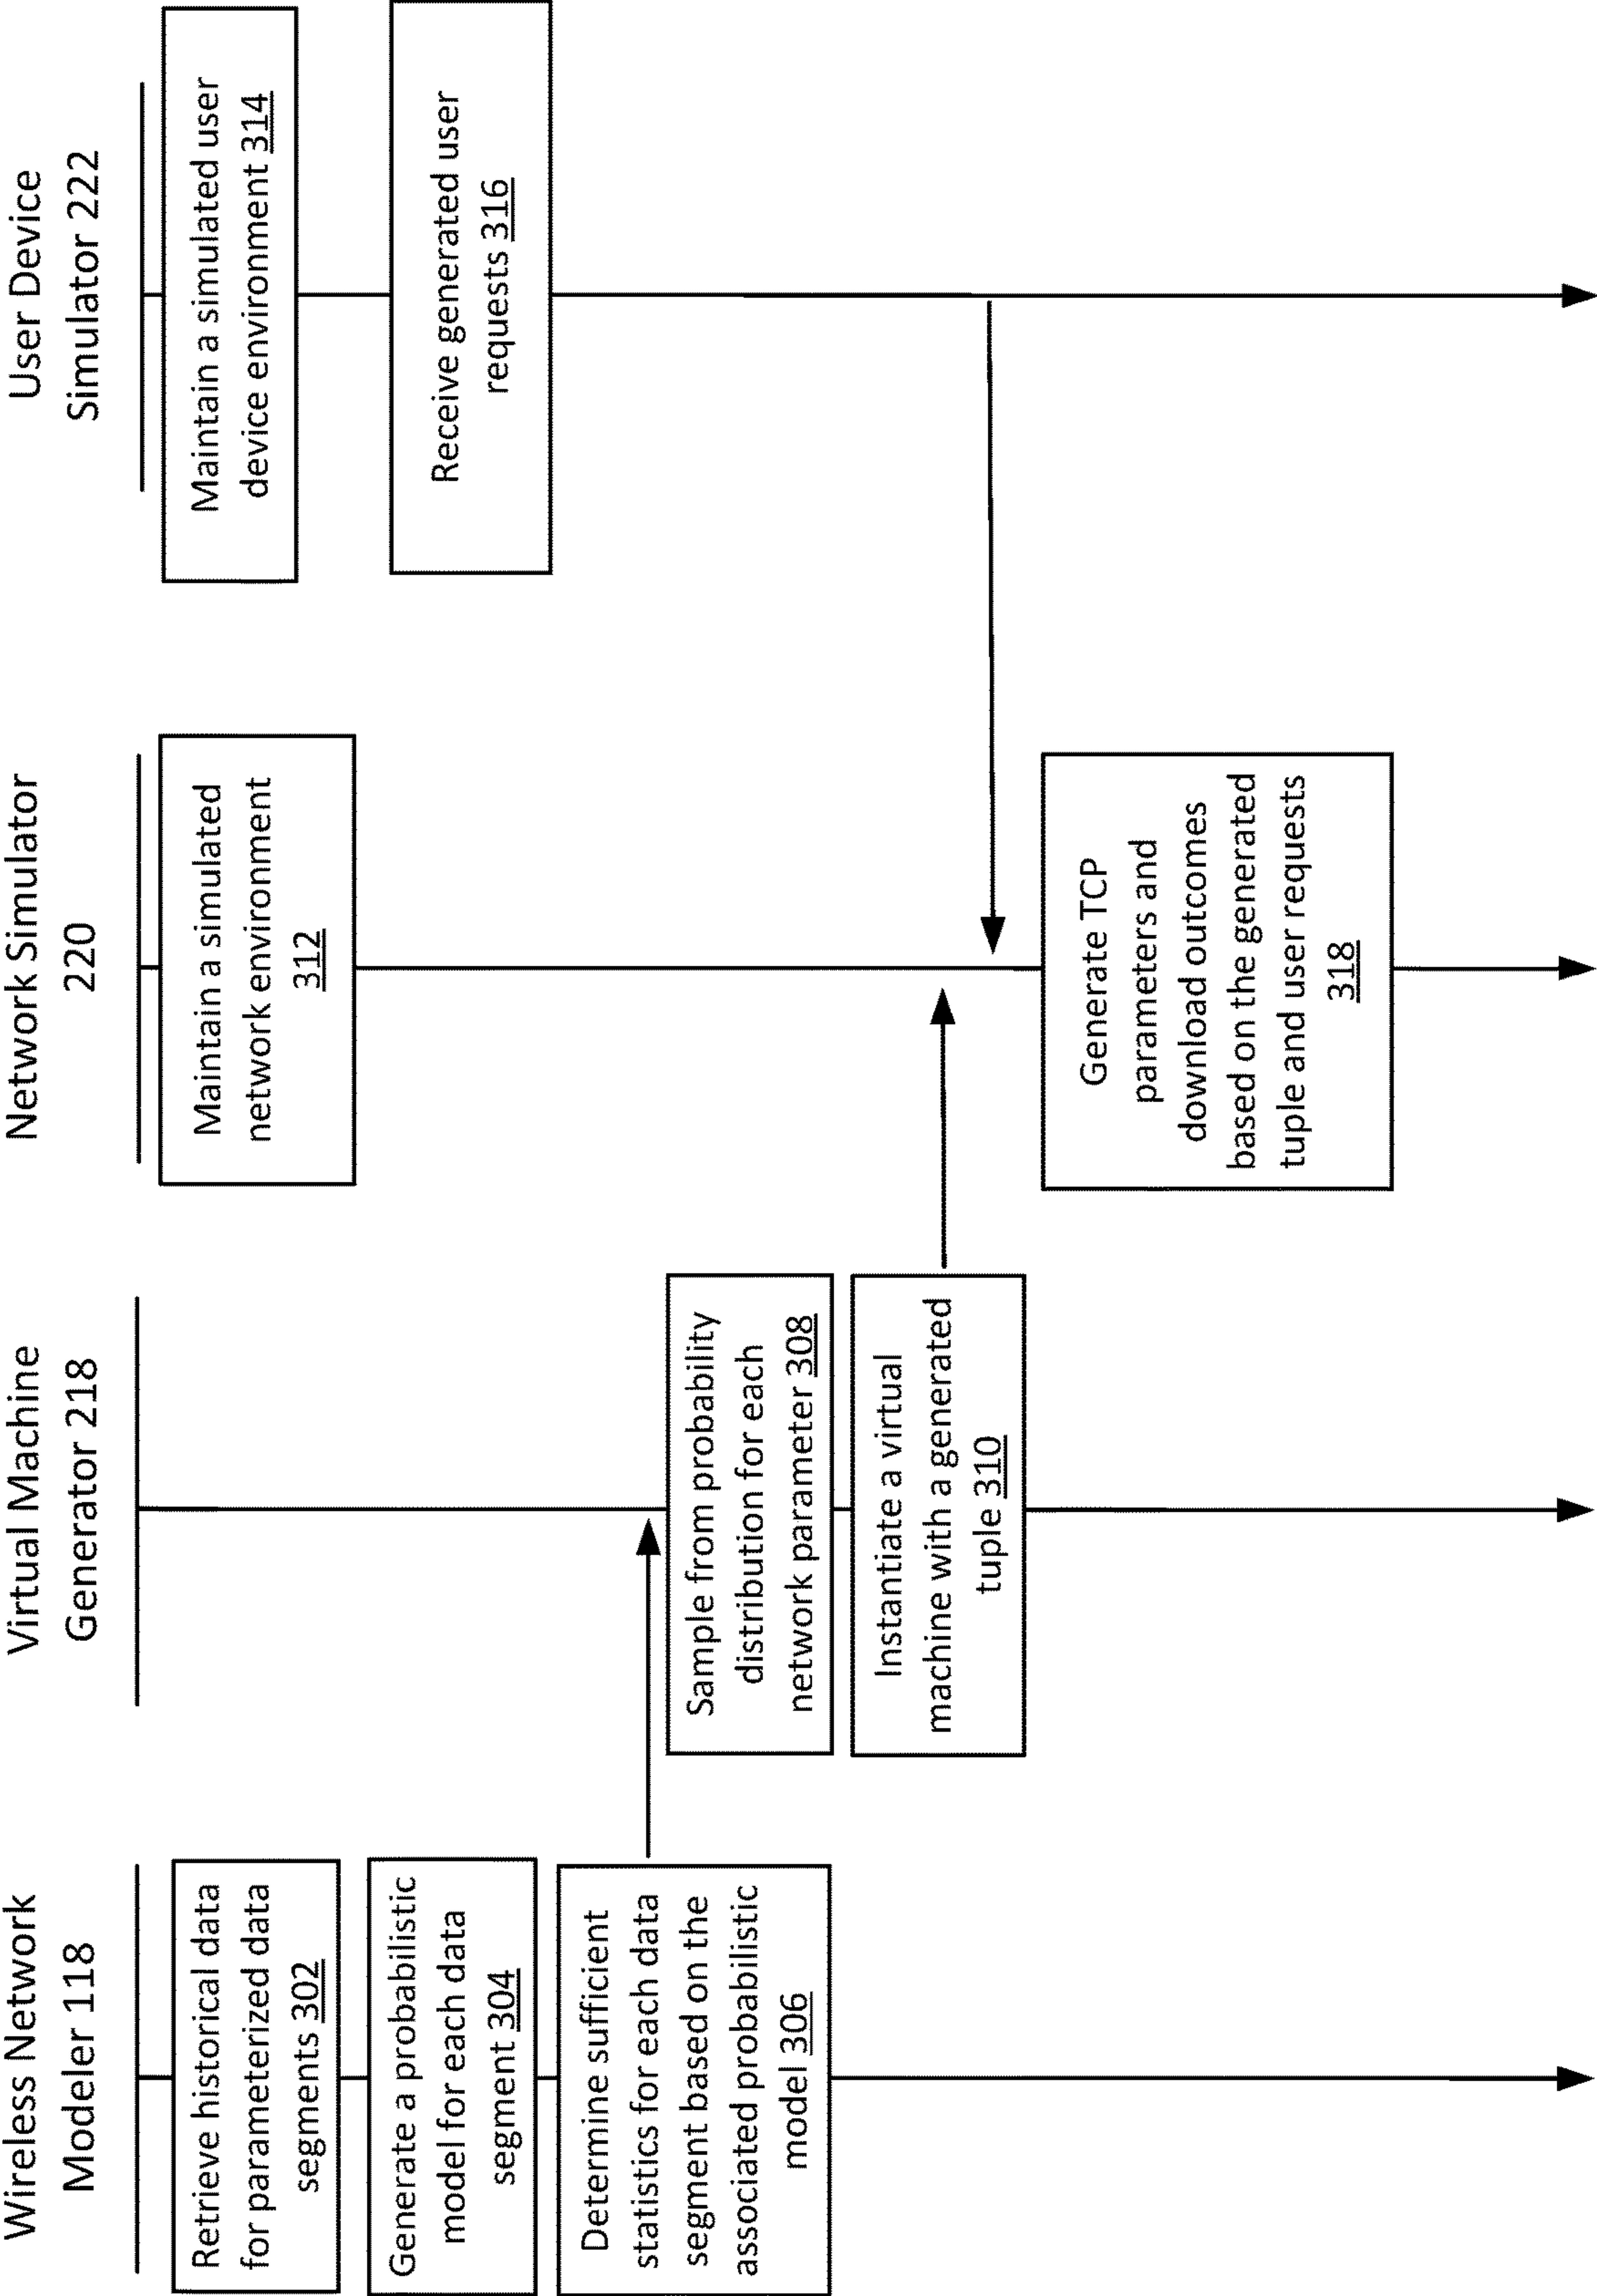 Wireless Network
Modeler 118
Retrieve historical data
for parameterized data
segments 302
Generate a probabilistic
model for each data
segment 304
Determine sufficient
statistics for each data
segment based on the
associated probabilistic
model 306
Virtual Machine
Generator 218
Sample from probability
distribution for each
network parameter 308
Instantiate a virtual
machine with a generated
tuple 310
Network Simulator
220
Maintain a simulated
network environment
312
Generate TCP
parameters and
download outcomes
based on the generated
tuple and user requests
318
User Device
Simulator 222
Maintain a simulated user
device environment 314
Receive generated user
requests 316